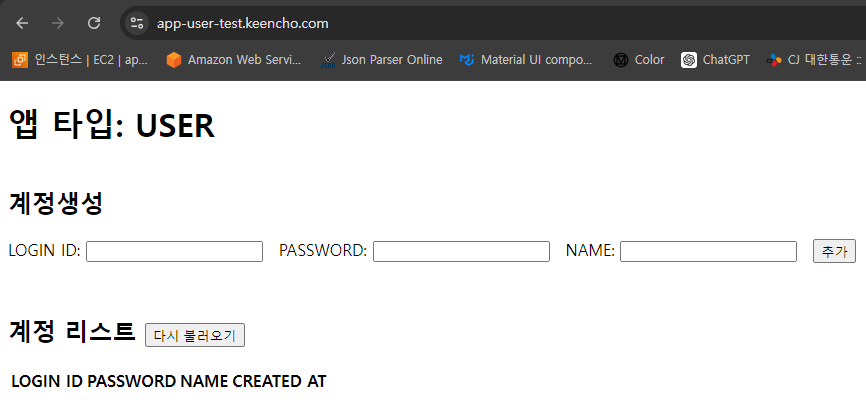 app-user-test.keencho.com
인스턴스 | EC2 | ap... Amazon Web Servi... Json Parser Online Material UI compo... Color ChatGPT CJ 대한통운 ::
앱 타입: USER
계정생성
LOGIN ID: PASSWORD: NAME: 추가
계정 리스트 다시 불러오기
LOGIN ID PASSWORD NAME CREATED AT